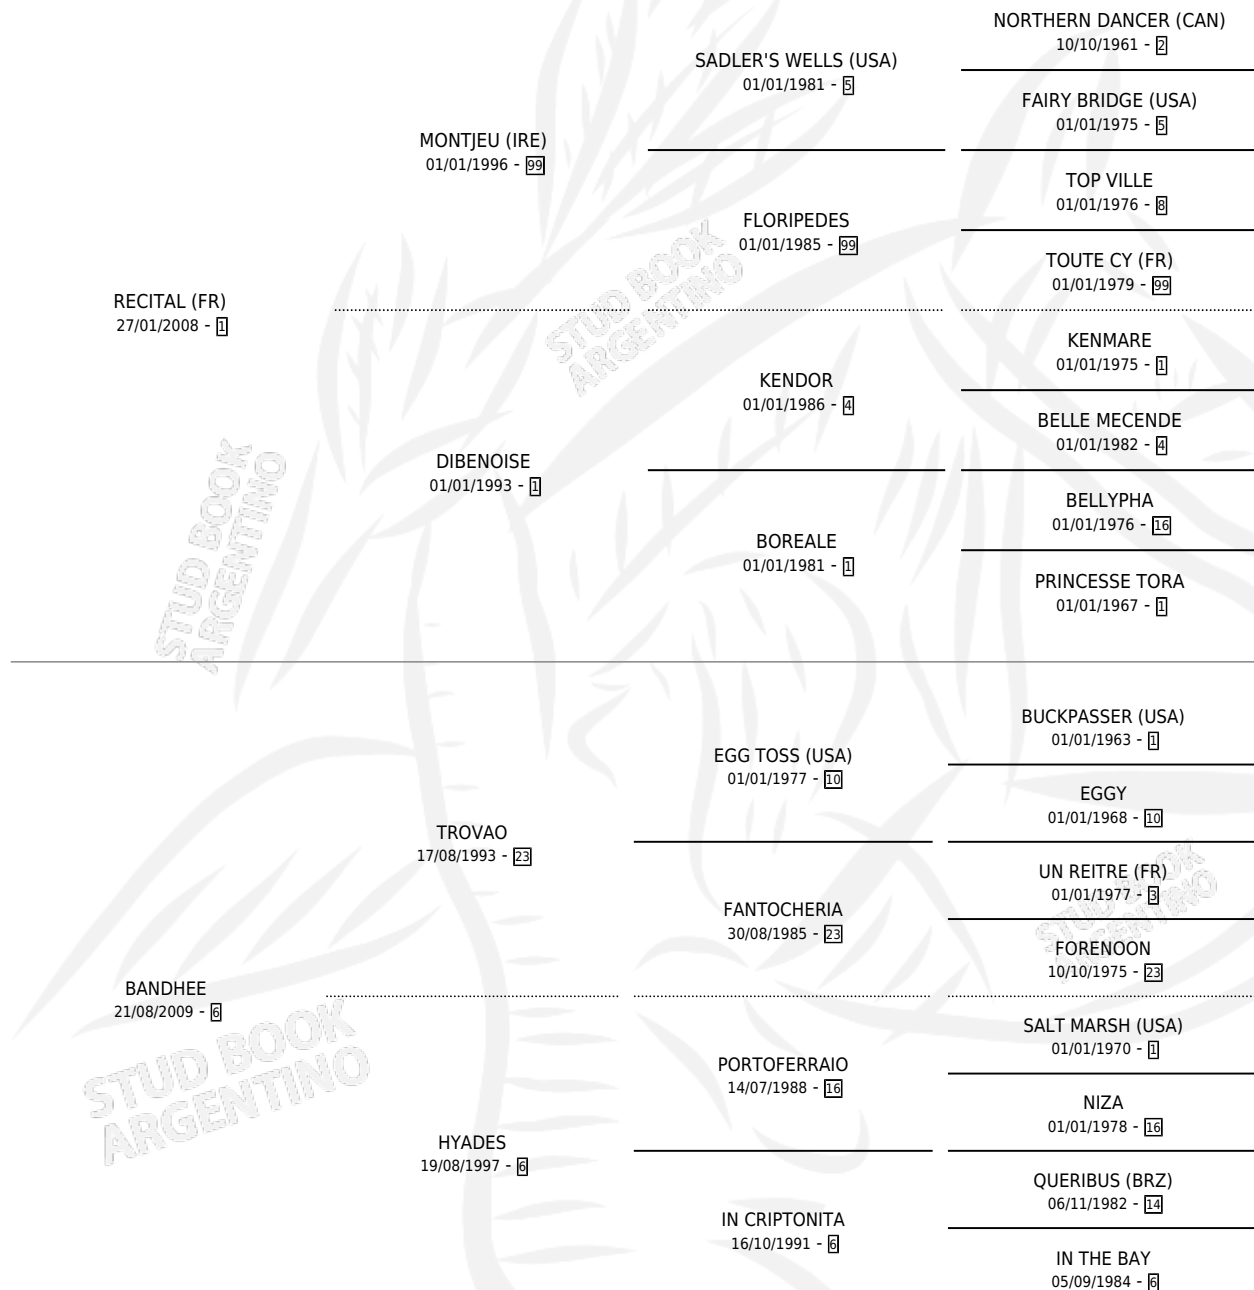 NORTHERN DANCER (CAN)
10/10/1961 - 2
SADLER'S WELLS (USA)
01/01/1981 - 5
FAIRY BRIDGE (USA)
01/01/1975 - 5
MONTJEU (IRE)
01/01/1996 - 99
TOP VILLE
01/01/1976 - 8
FLORIPEDES
01/01/1985 - 99
TOUTE CY (FR)
01/01/1979 - 99
RECITAL (FR)
27/01/2008 - 1
STUD BOOK
ARGENTINO
KENMARE
01/01/1975 - 1
KENDOR
01/01/1986 - 4
BELLE MECENDE
01/01/1982 - 4
DIBENOISE
01/01/1993 - 1
BELLYPHA
01/01/1976 - 16
BOREALE
01/01/1981 - 1
PRINCESSE TORA
01/01/1967 - 1
STUD BOOK
ARGENTINO
BUCKPASSER (USA)
01/01/1963 - 1
EGG TOSS (USA)
01/01/1977 - 10
EGGY
01/01/1968 - 10
TROVAO
17/08/1993 - 23
UN REITRE (FR)
01/01/1977 - 3
FANTOCHERIA
30/08/1985 - 23
FORENOON
10/10/1975 - 23
STUD BOOK
ARGENTINO
BANDHEE
21/08/2009 - 6
SALT MARSH (USA)
01/01/1970 - 1
PORTOFERRAIO
14/07/1988 - 16
NIZA
01/01/1978 - 16
STUD BOOK
ARGENTINO
HYADES
19/08/1997 - 6
QUERIBUS (BRZ)
06/11/1982 - 14
IN CRIPTONITA
16/10/1991 - 6
IN THE BAY
05/09/1984 - 6